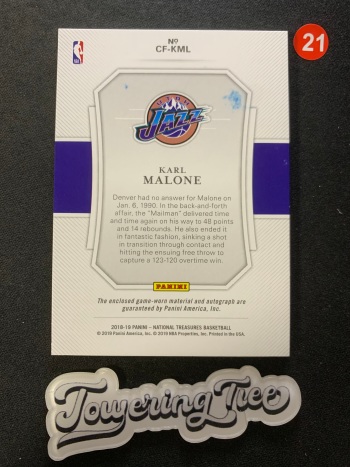 No
CF-KML
21
UTAH
JAZZ
KARL
MALONE
Denver had no answer for Malone on
Jan. 6, 1990. In the back-and-forth
affair, the "Mailman" delivered time
and time again on his way to 48 points
and 14 rebounds. He also ended it
in fantastic fashion, sinking a shot
in transition through contact and
hitting the ensuing free throw to
capture a 123-120 overtime win.
PANINI
The enclosed game-worn material and autograph are
guaranteed by Panini America, Inc.
2018-19 PANINI – NATIONAL TREASURES BASKETBALL
© 2019 Panini America, Inc. © 2019 NBA Properties, Inc. Printed in the USA.
Towering Tree